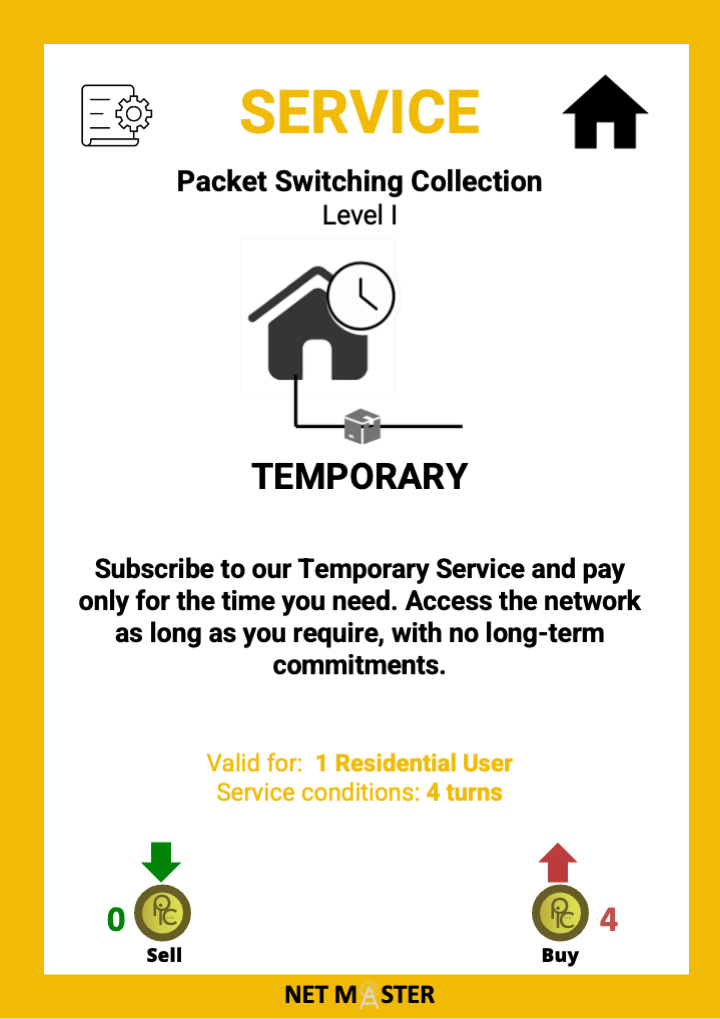 SERVICE
Packet Switching Collection
Level I
TEMPORARY
Subscribe to our Temporary Service and pay
only for the time you need. Access the network
as long as you require, with no long-term
commitments.
Valid for: 1 Residential User
Service conditions: 4 turns
0 PTC
Sell
PTC 4
Buy
NET MASTER